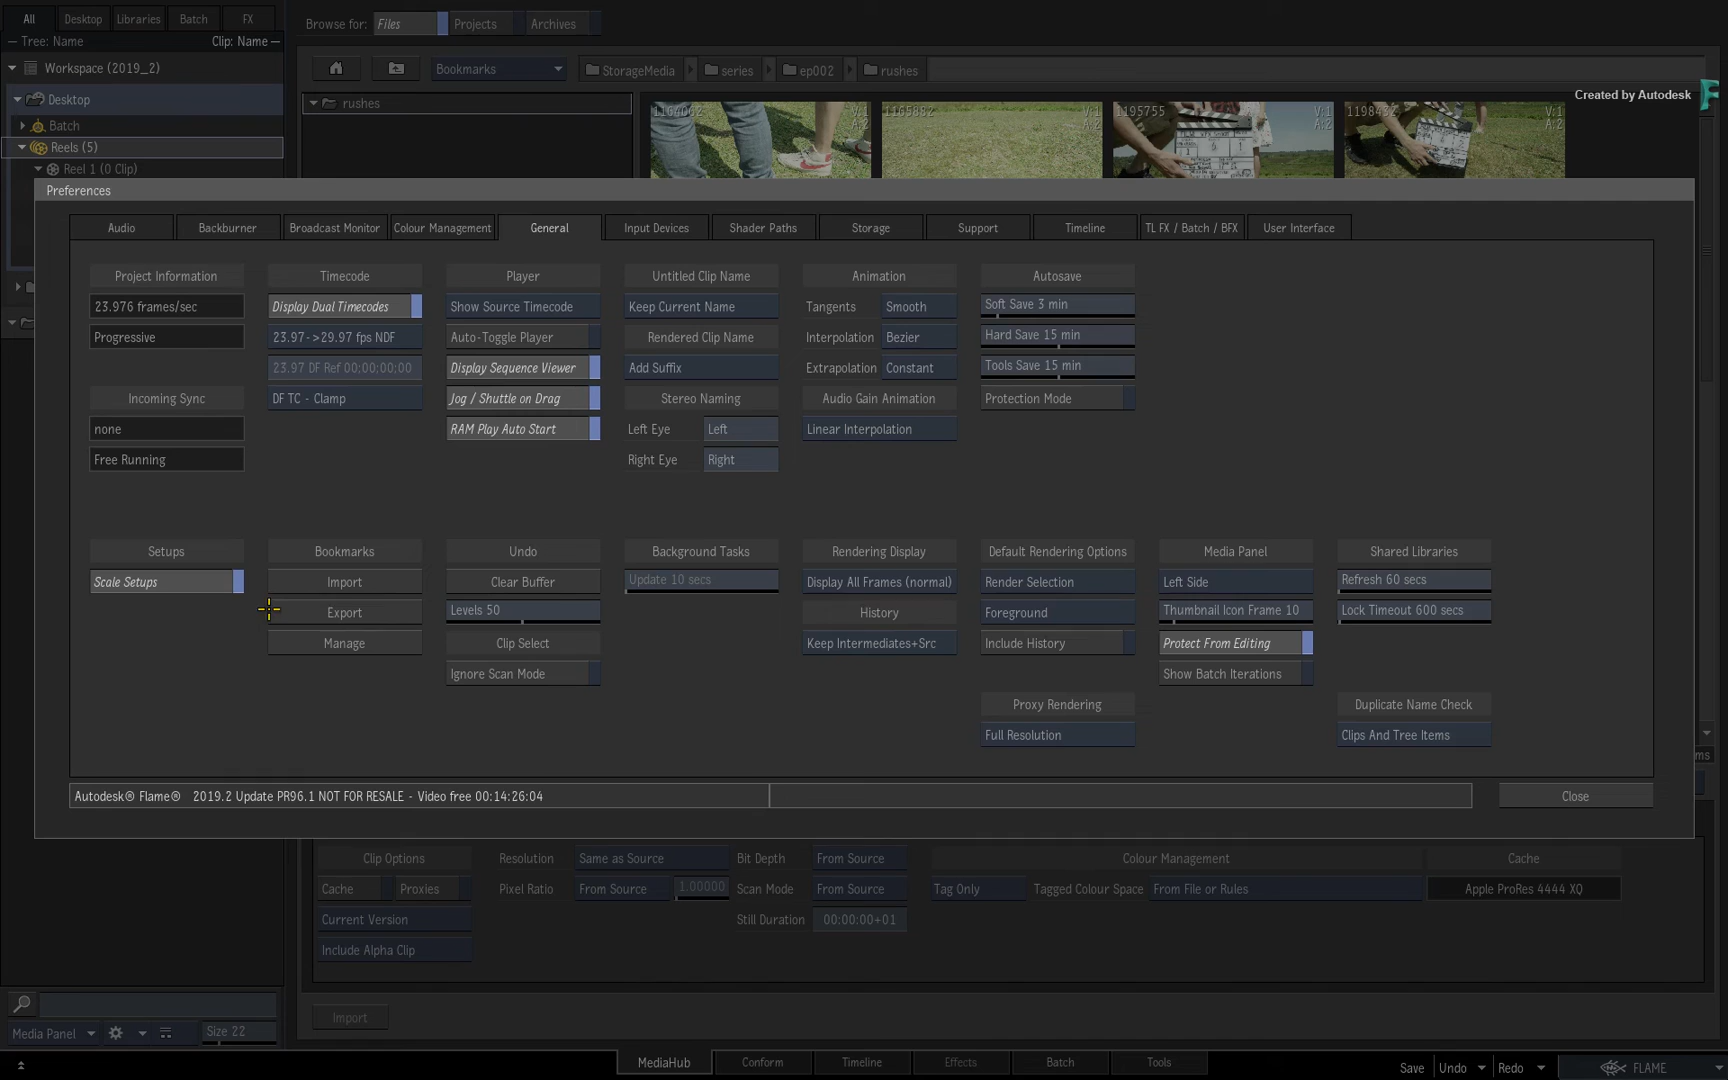 All Desktop Libraries Batch FX
Tree: Name Clip: Name
Workspace (2019_2)
Desktop
Batch
Reels (5)
Reel 1 (0 Clip)
Browse for: Files Projects Archives
Bookmarks StorageMedia series ep002 rushes
rushes
1164062 V:1 A:2
1165882 V:1 A:2
1195755 V:1 A:2
1198432 V:1 A:2
Created by Autodesk
Preferences
Audio Backburner Broadcast Monitor Colour Management General Input Devices Shader Paths Storage Support Timeline TL FX / Batch / BFX User Interface
Project Information Timecode Player Untitled Clip Name Animation Autosave
23.976 frames/sec Display Dual Timecodes Show Source Timecode Keep Current Name Tangents Smooth Soft Save 3 min
Progressive 23.97->29.97 fps NDF Auto-Toggle Player Rendered Clip Name Interpolation Bezier Hard Save 15 min
23.97 DF Ref 00;00;00;00 Display Sequence Viewer Add Suffix Extrapolation Constant Tools Save 15 min
Incoming Sync DF TC - Clamp Jog / Shuttle on Drag Stereo Naming Audio Gain Animation Protection Mode
none RAM Play Auto Start Left Eye Left Linear Interpolation
Free Running Right Eye Right
Setups Bookmarks Undo Background Tasks Rendering Display Default Rendering Options Media Panel Shared Libraries
Scale Setups Import Clear Buffer Update 10 secs Display All Frames (normal) Render Selection Left Side Refresh 60 secs
Export Levels 50 History Foreground Thumbnail Icon Frame 10 Lock Timeout 600 secs
Manage Clip Select Keep Intermediates+Src Include History Protect From Editing
Ignore Scan Mode Show Batch Iterations
Proxy Rendering Duplicate Name Check
Full Resolution Clips And Tree Items
Autodesk® Flame® 2019.2 Update PR96.1 NOT FOR RESALE - Video free 00:14:26:04 Close
Clip Options Resolution Same as Source Bit Depth From Source Colour Management Cache
Cache Proxies Pixel Ratio From Source 1.00000 Scan Mode From Source Tag Only Tagged Colour Space From File or Rules Apple ProRes 4444 XQ
Current Version Still Duration 00:00:00+01
Include Alpha Clip
Import
Media Panel Size 22
MediaHub Conform Timeline Effects Batch Tools Save Undo Redo FLAME